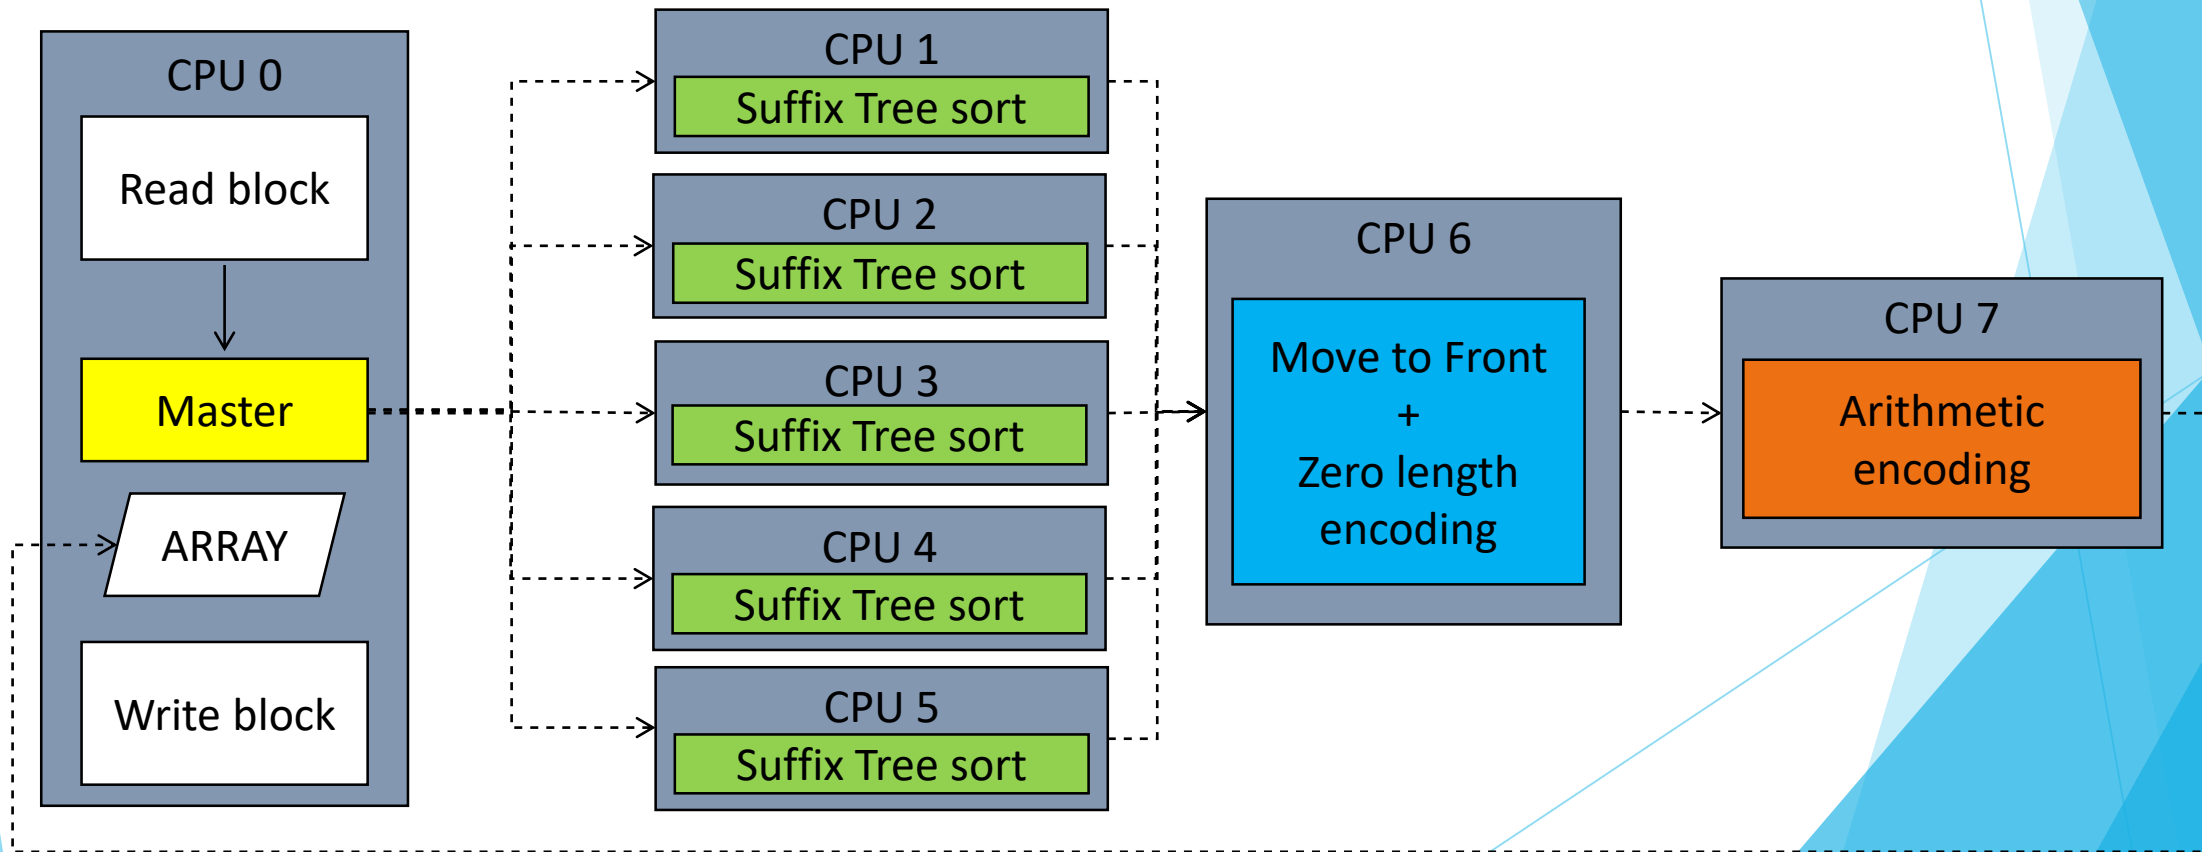 CPU 0
Read block
Master
ARRAY
Write block
CPU 1
Suffix Tree sort
CPU 2
Suffix Tree sort
CPU 3
Suffix Tree sort
CPU 4
Suffix Tree sort
CPU 5
Suffix Tree sort
CPU 6
Move to Front
+
Zero length
encoding
CPU 7
Arithmetic
encoding